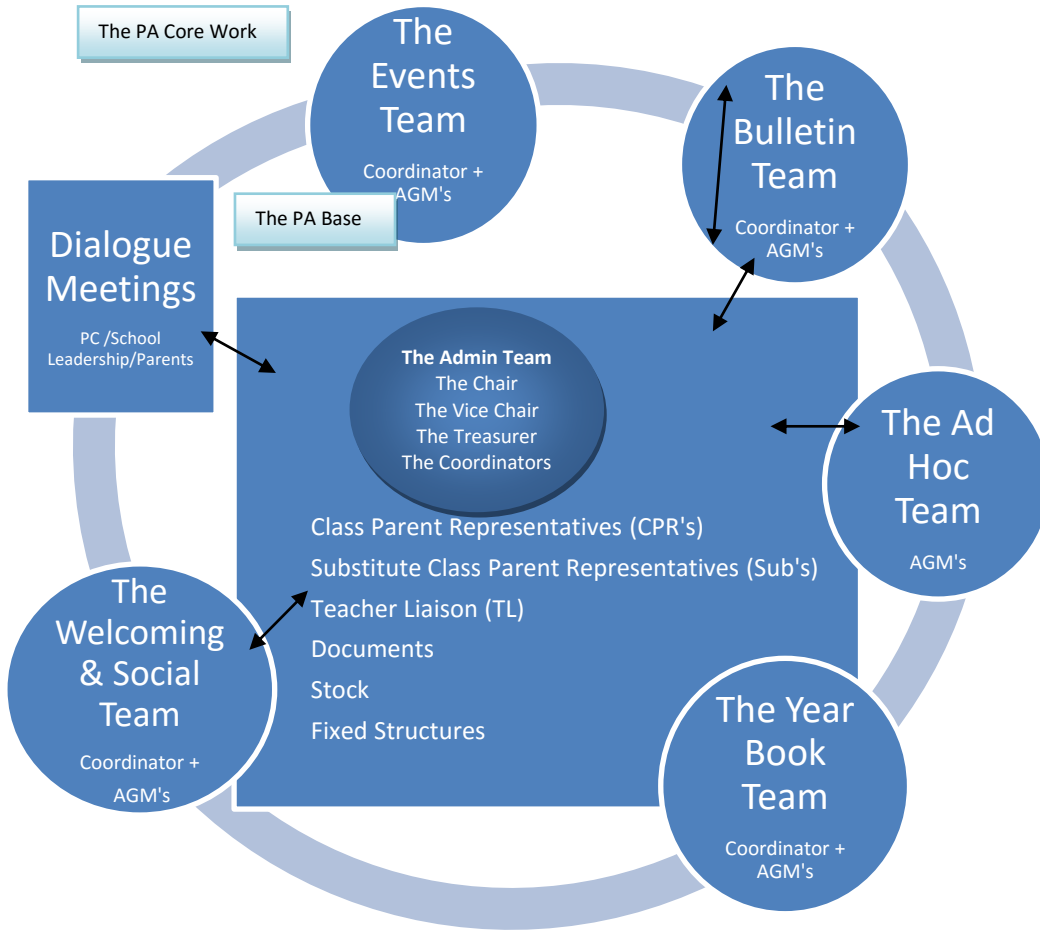 The PA Core Work
The
Events
Team
Coordinator +
AGM's
The PA Base
The
Bulletin
Team
Coordinator +
AGM's
Dialogue
Meetings
PC /School
Leadership/Parents
The Admin Team
The Chair
The Vice Chair
The Treasurer
The Coordinators
The Ad
Hoc
Team
AGM's
Class Parent Representatives (CPR's)
Substitute Class Parent Representatives (Sub's)
Teacher Liaison (TL)
Documents
Stock
Fixed Structures
The
Welcoming
& Social
Team
Coordinator +
AGM's
The Year
Book
Team
Coordinator +
AGM's